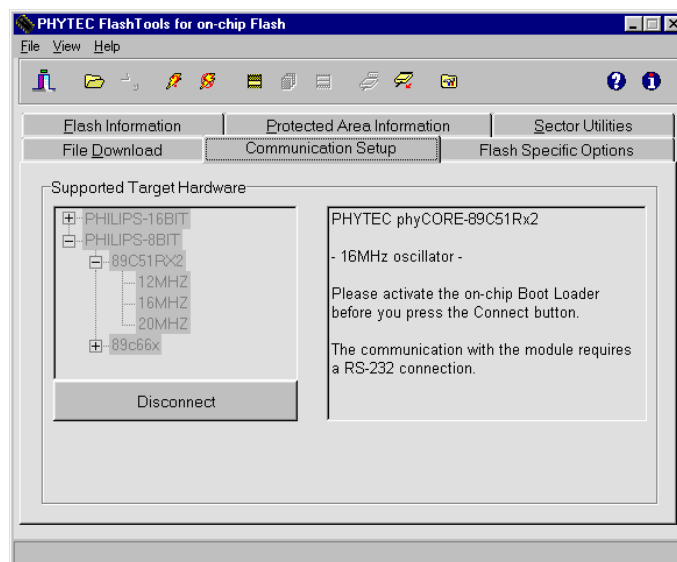 PHYTEC FlashTools for on-chip Flash
File View Help
Flash Information Protected Area Information Sector Utilities
File Download Communication Setup Flash Specific Options
Supported Target Hardware
PHILIPS-16BIT
PHILIPS-8BIT
89C51RX2
12MHZ
16MHZ
20MHZ
89c66x
Disconnect
PHYTEC phyCORE-89C51Rx2
- 16MHz oscillator -
Please activate the on-chip Boot Loader
before you press the Connect button.
The communication with the module requires
a RS-232 connection.